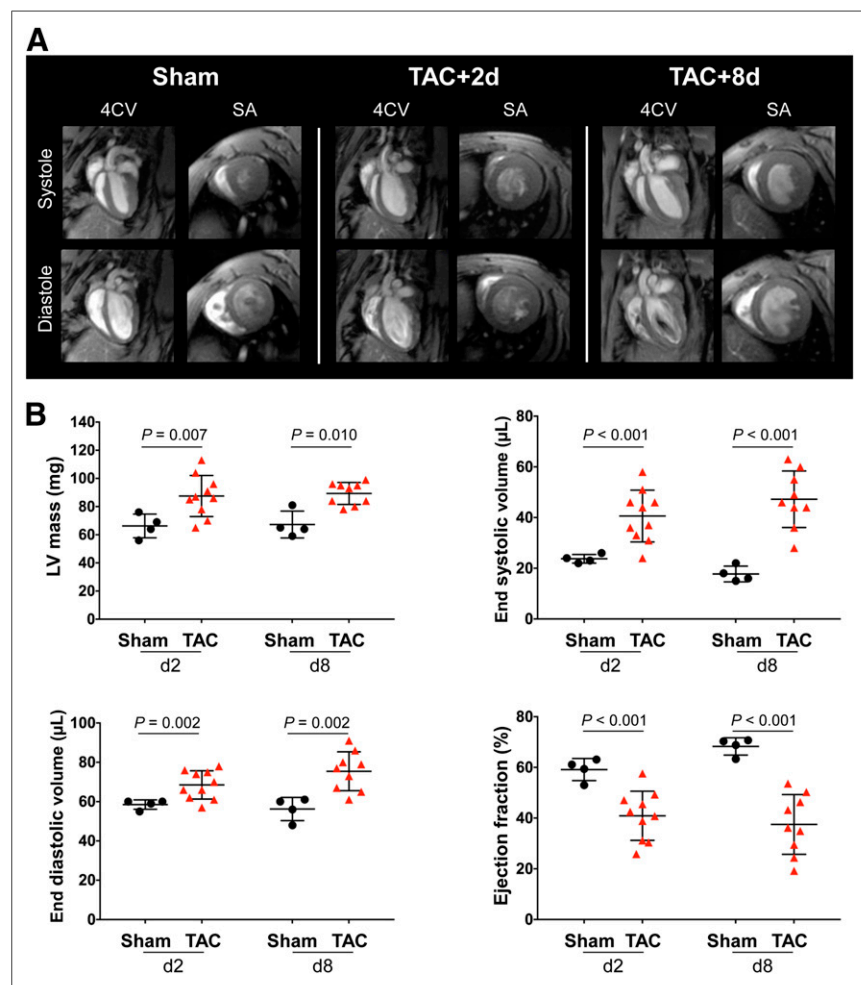 A
Sham TAC+2d TAC+8d
4CV SA 4CV SA 4CV SA
Systole
Diastole
B
LV mass (mg)
140
120
100
80
60
40
20
0
P = 0.007 P = 0.010
Sham TAC Sham TAC
d2 d8
End systolic volume (µL)
80
60
40
20
0
P < 0.001 P < 0.001
Sham TAC Sham TAC
d2 d8
End diastolic volume (µL)
100
80
60
40
20
0
P = 0.002 P = 0.002
Sham TAC Sham TAC
d2 d8
Ejection fraction (%)
80
60
40
20
0
P < 0.001 P < 0.001
Sham TAC Sham TAC
d2 d8